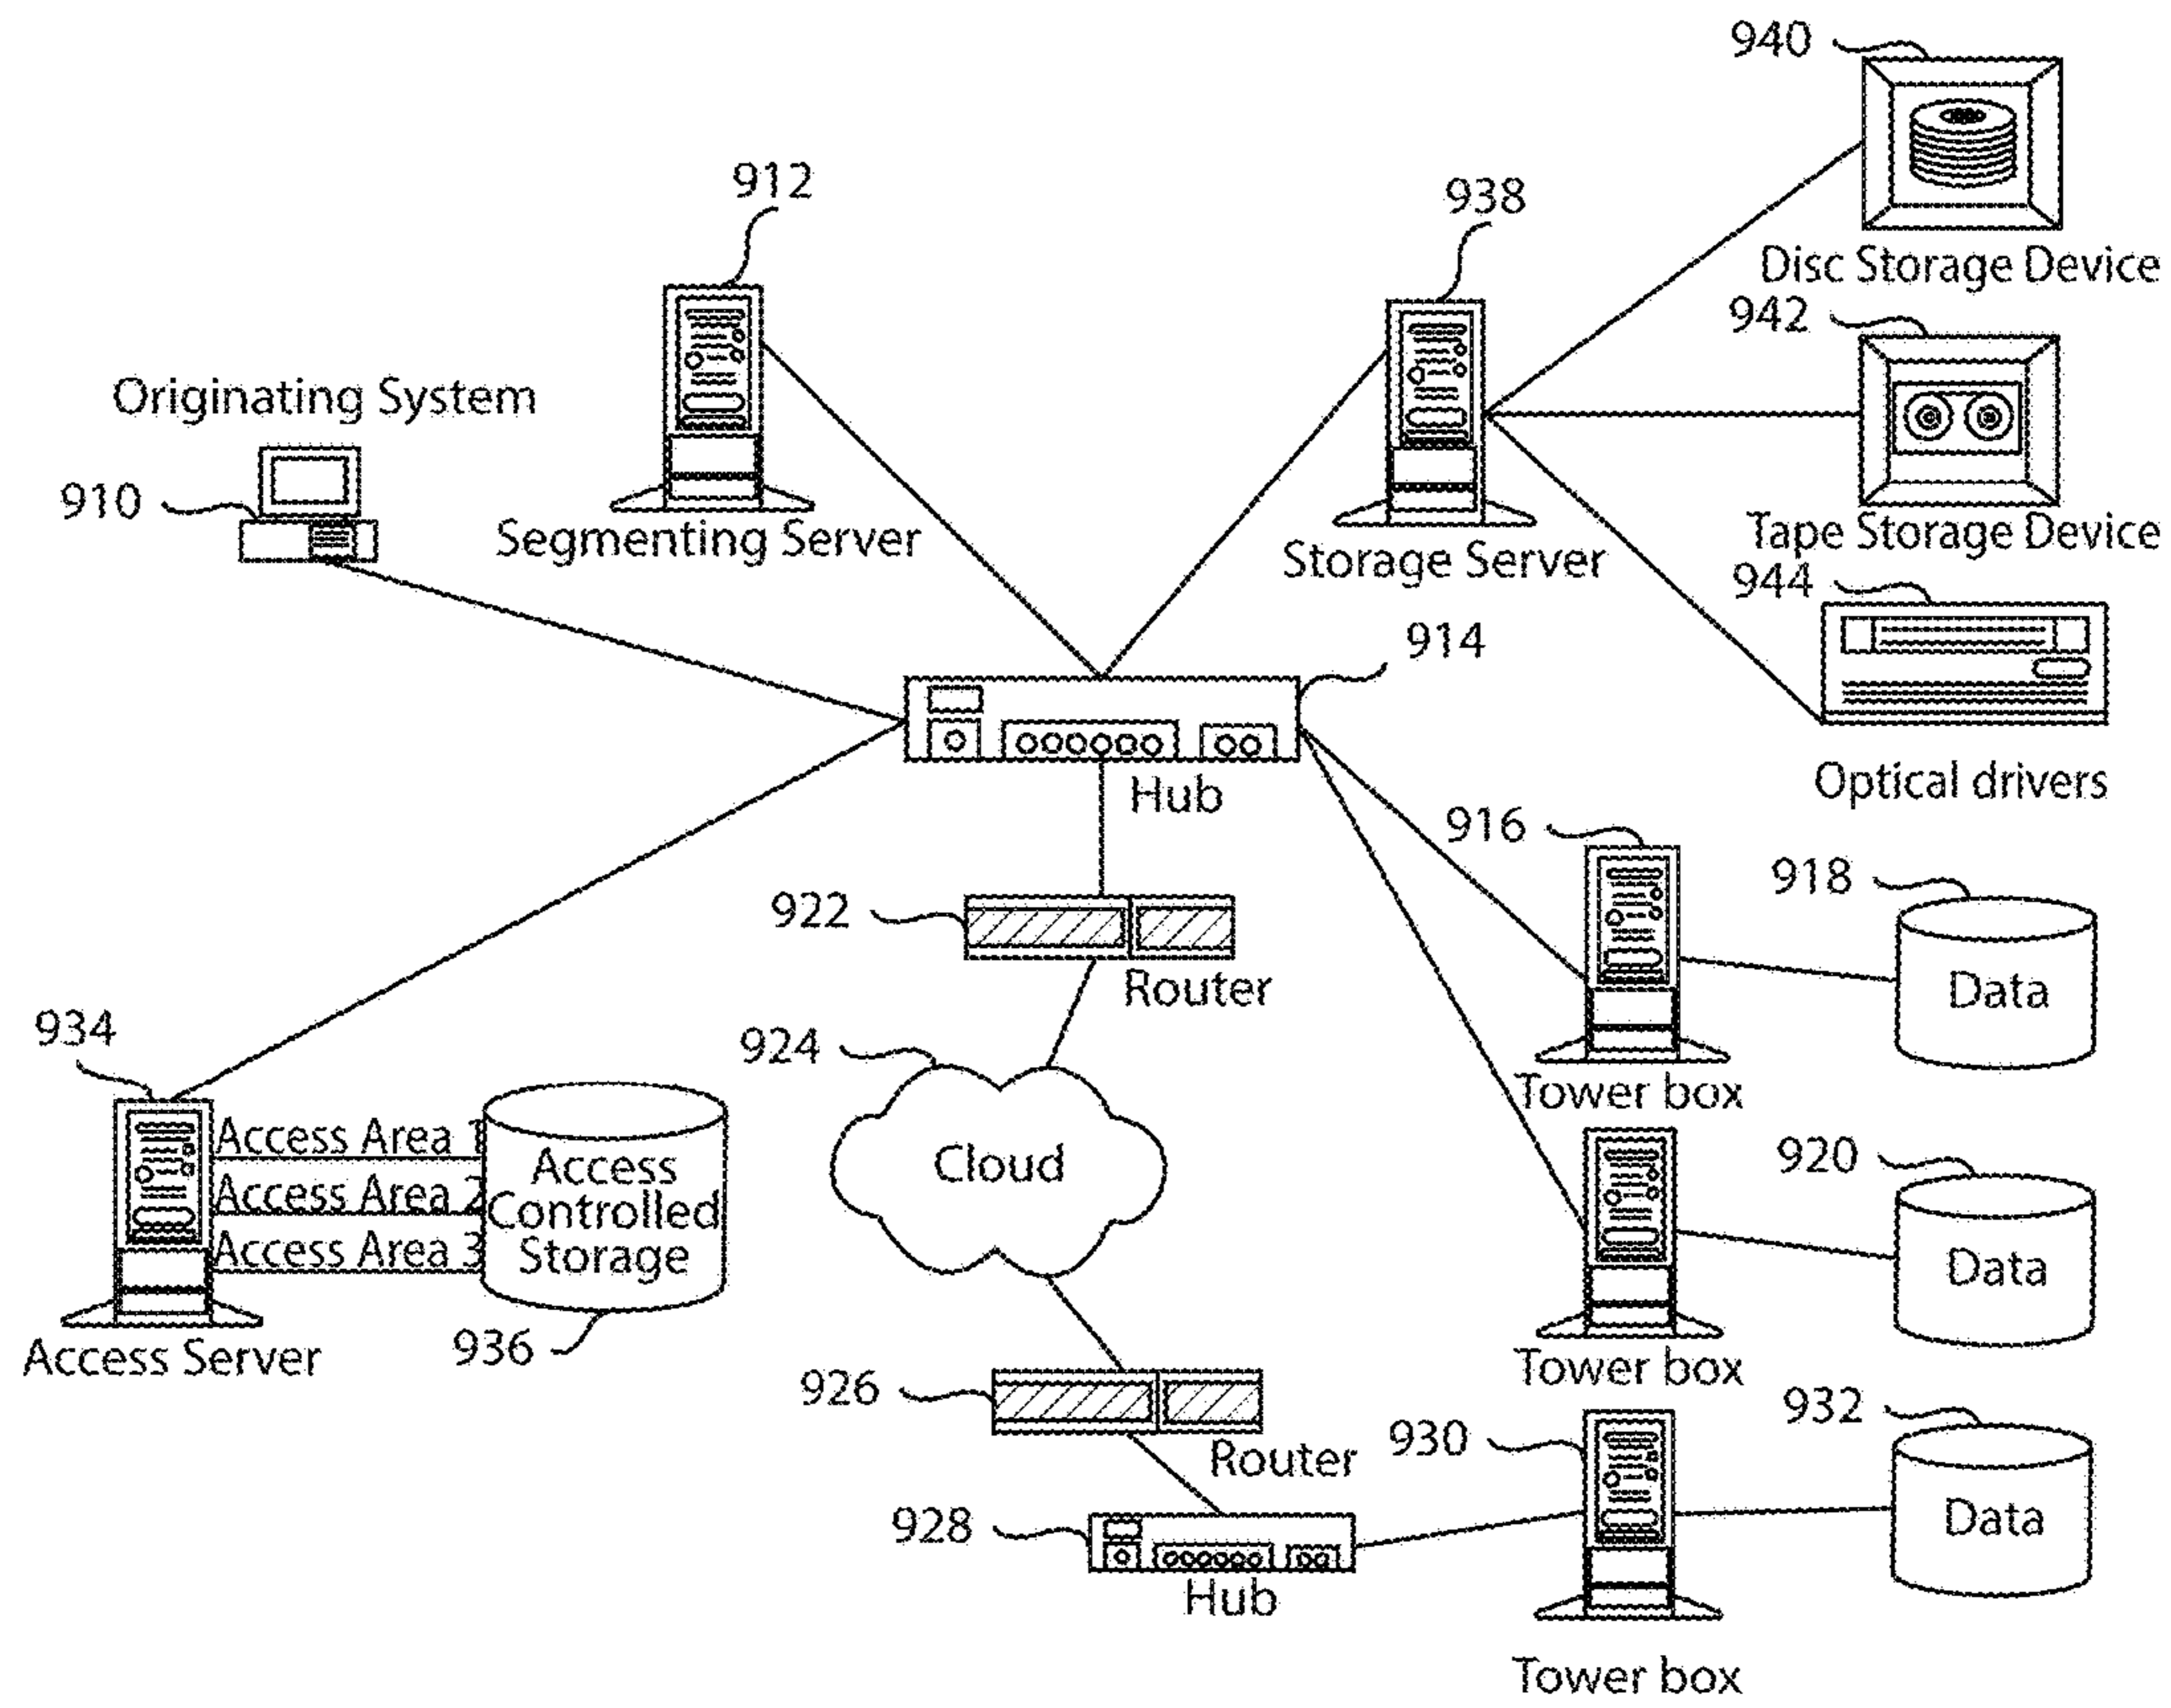 940
Disc Storage Device
912
938
942
Tape Storage Device
Originating System
910
Segmenting Server
Storage Server
944
Optical drivers
914
Hub
916
918
Data
Tower box
922
Router
924
Cloud
934
Access Area 1
Access Area 2
Access Area 3
Access
Controlled
Storage
936
Access Server
920
Data
Tower box
926
Router
930
932
Data
928
Hub
Tower box